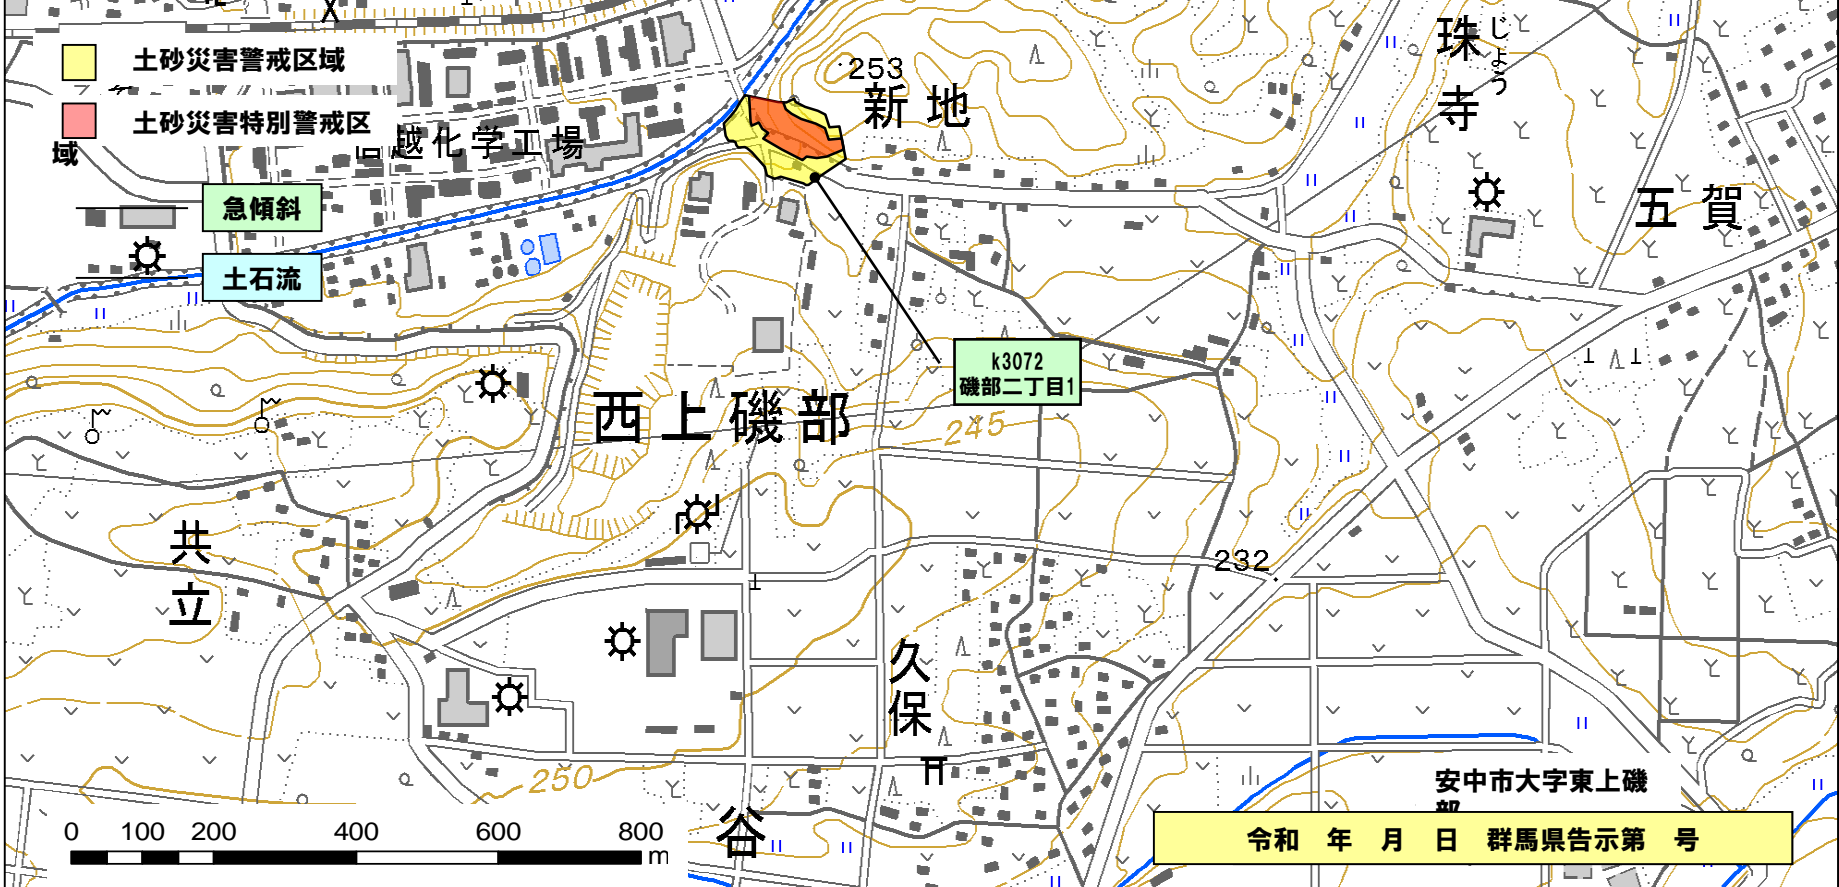 土砂災害警戒区域
土砂災害特別警戒区
域
信越化学工場
急傾斜
土石流
253
新地
珠寺
じょう
五賀
k3072
磯部二丁目1
西上磯部
245
共立
232
久保
250
谷
安中市大字東上磯
部
令和 年 月 日 群馬県告示第 号
0 100 200 400 600 800
m